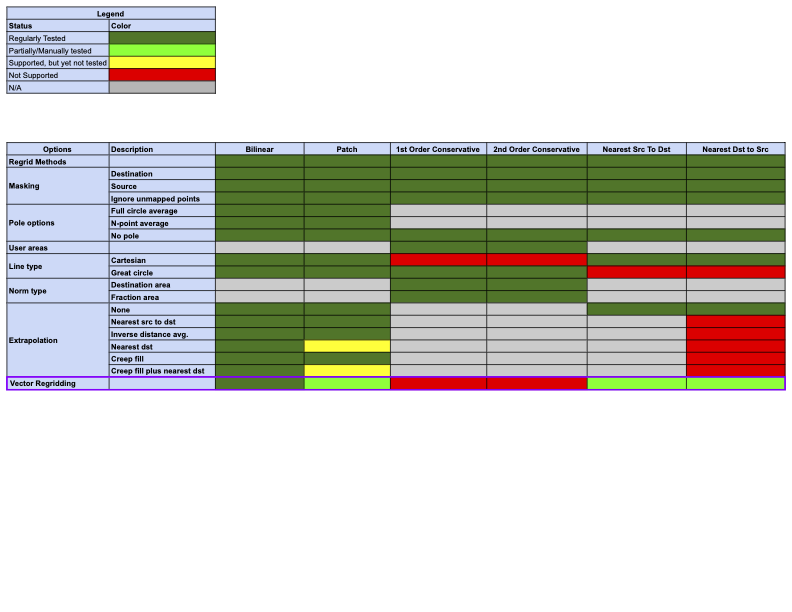 Legend
Status Color
Regularly Tested
Partially/Manually tested
Supported, but yet not tested
Not Supported
N/A
Options Description Bilinear Patch 1st Order Conservative 2nd Order Conservative Nearest Src To Dst Nearest Dst to Src
Regrid Methods
Masking
Destination
Source
Ignore unmapped points
Pole options
Full circle average
N-point average
No pole
User areas
Line type
Cartesian
Great circle
Norm type
Destination area
Fraction area
Extrapolation
None
Nearest src to dst
Inverse distance avg.
Nearest dst
Creep fill
Creep fill plus nearest dst
Vector Regridding